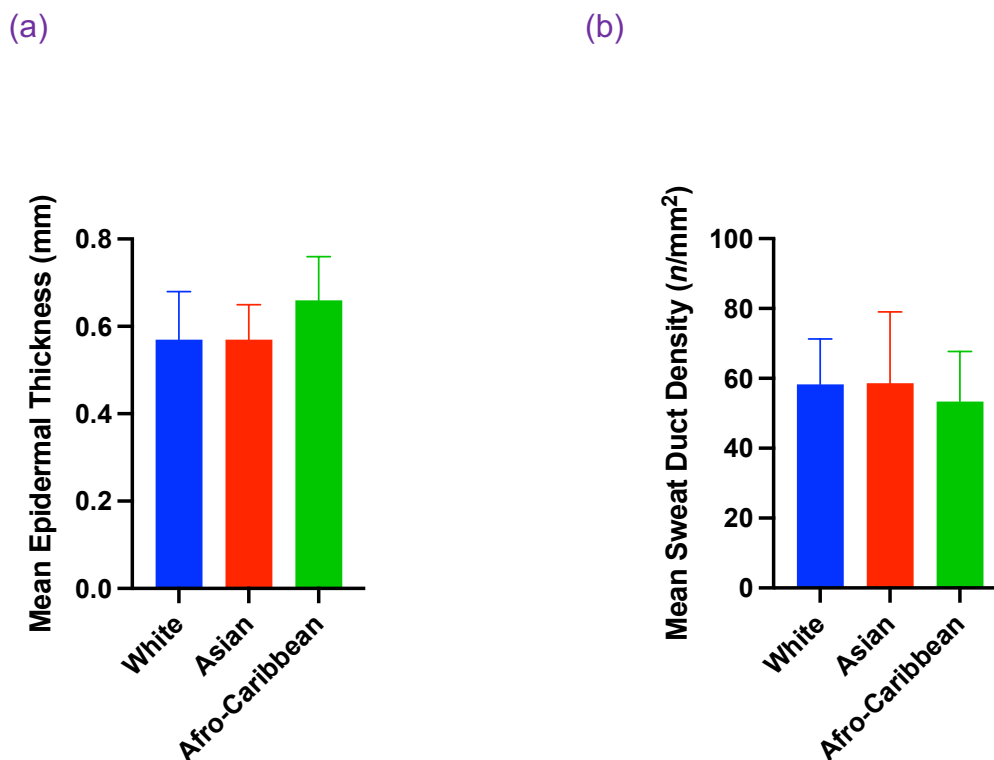 (a)
Mean Epidermal Thickness (mm)
0.8
0.6
0.4
0.2
0.0
White
Asian
Afro-Caribbean
(b)
Mean Sweat Duct Density (n/mm²)
100
80
60
40
20
0
White
Asian
Afro-Caribbean